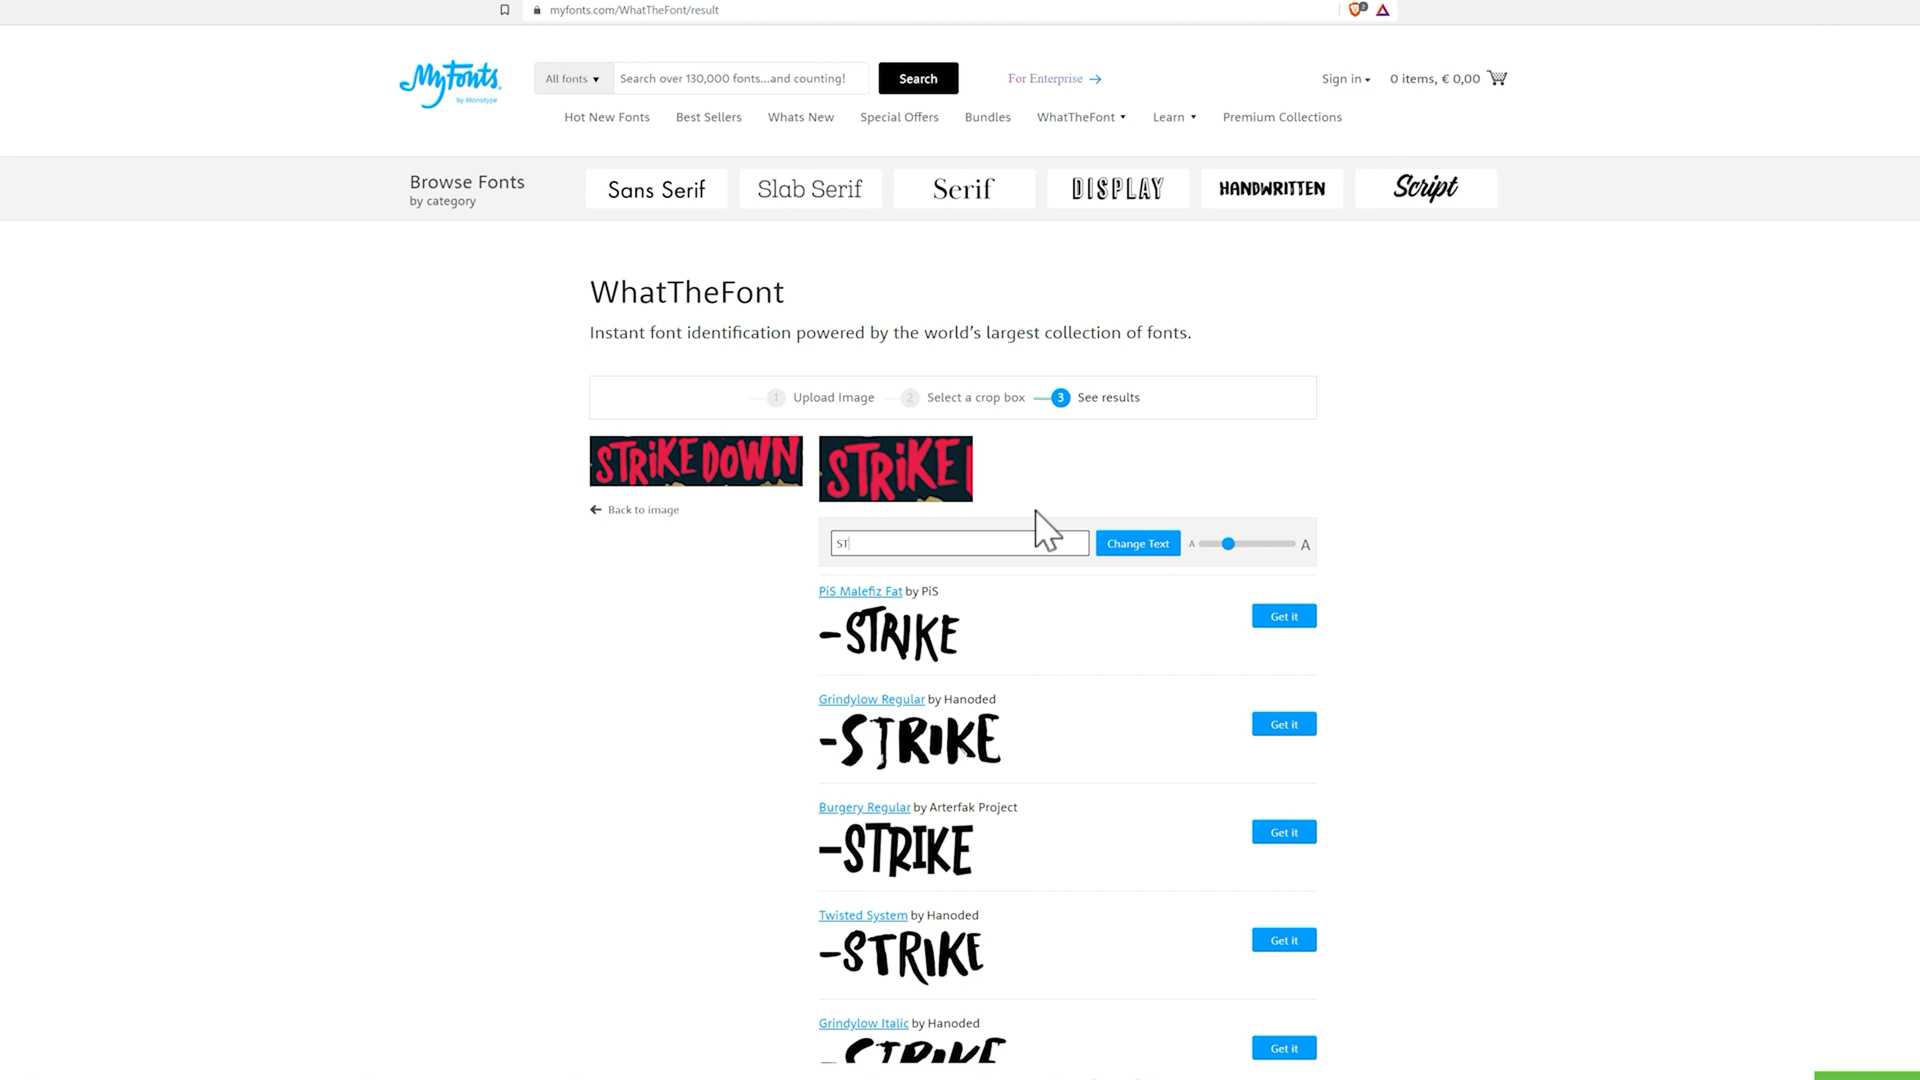 myfonts.com/WhatTheFont/result
2
MyFonts.
by Monotype
All fonts ▾ Search over 130,000 fonts...and counting! Search For Enterprise → Sign in ▾ 0 items, € 0,00
Hot New Fonts Best Sellers Whats New Special Offers Bundles WhatTheFont ▾ Learn ▾ Premium Collections
Browse Fonts
by category
Sans Serif Slab Serif Serif DISPLAY HANDWRITTEN Script
WhatTheFont
Instant font identification powered by the world's largest collection of fonts.
1 Upload Image 2 Select a crop box 3 See results
STRiKE DOWN STRiKE
← Back to image
ST Change Text A A
PiS Malefiz Fat by PiS
-STRIKE Get it
Grindylow Regular by Hanoded
-STRIKE Get it
Burgery Regular by Arterfak Project
-STRIKE Get it
Twisted System by Hanoded
-STRIKE Get it
Grindylow Italic by Hanoded
-STRIKE Get it